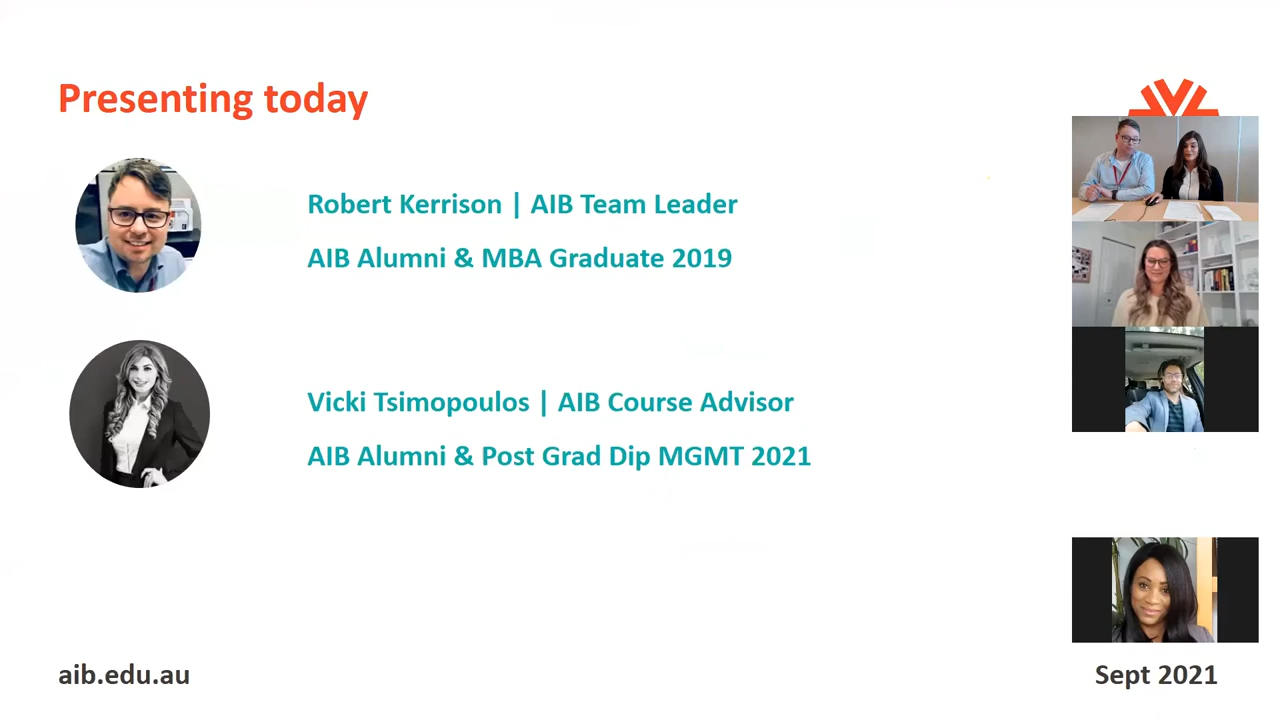 Presenting today
Robert Kerrison | AIB Team Leader
AIB Alumni & MBA Graduate 2019
Vicki Tsimopoulos | AIB Course Advisor
AIB Alumni & Post Grad Dip MGMT 2021
aib.edu.au
Sept 2021